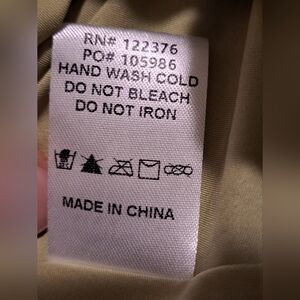 RN# 122376
PO# 105986
HAND WASH COLD
DO NOT BLEACH
DO NOT IRON
MADE IN CHINA